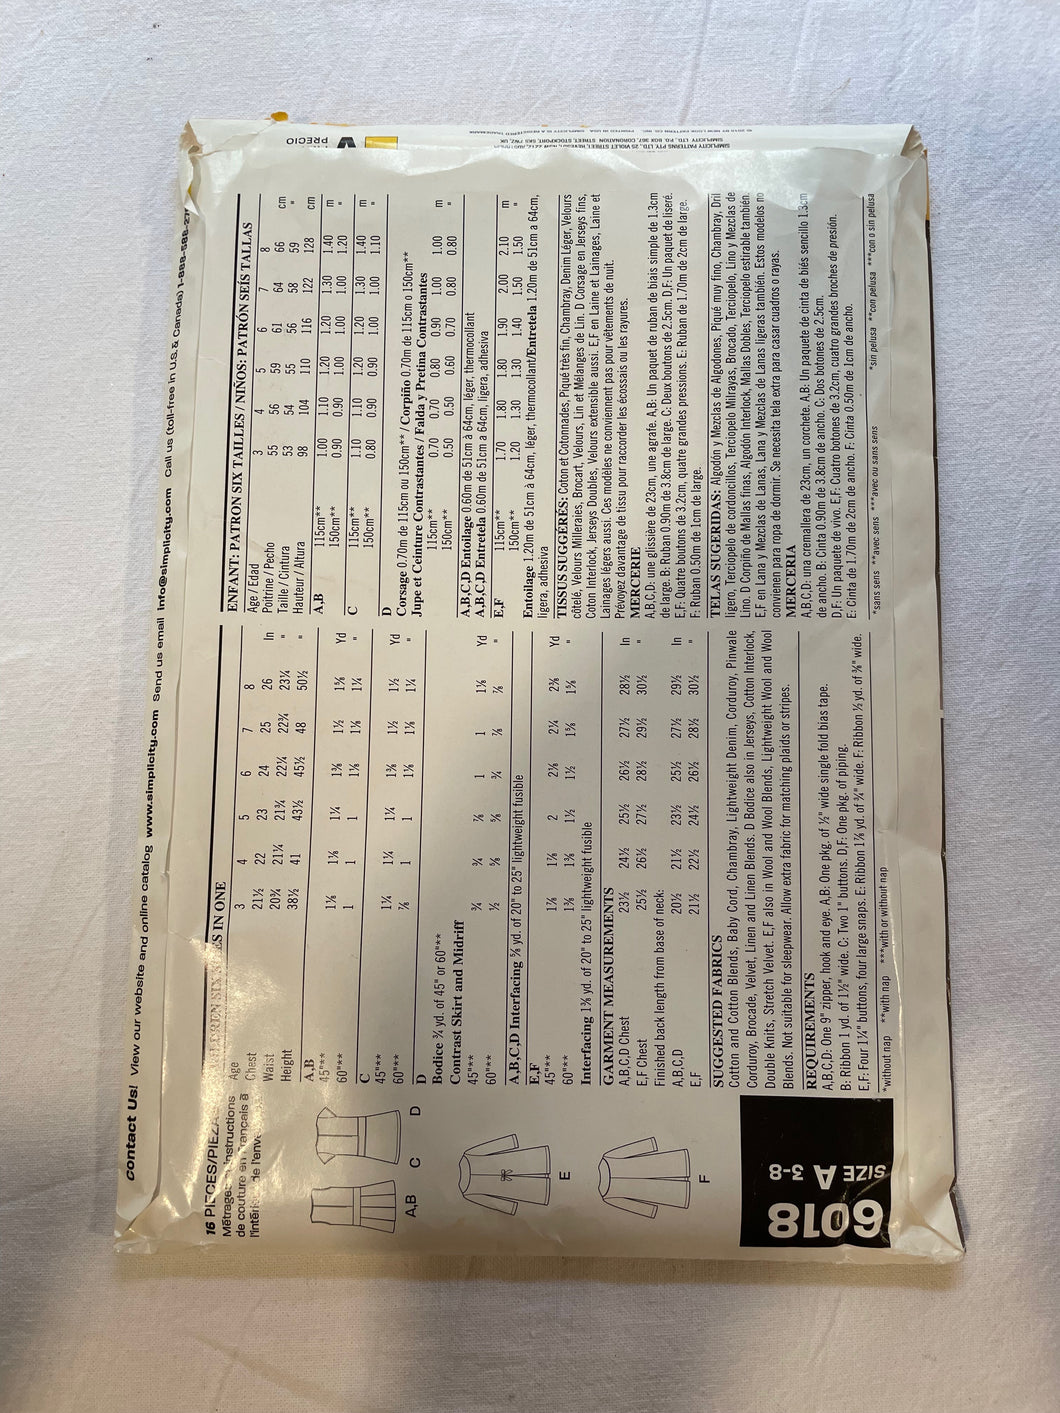 contact Us! View our website and online catalog www.simplicity.com Send us email Info@simplicity.com Call us (toll-free in U.S. & Canada) 1-888-588-27
16 PIECES/PIEZA
Métrage
instructions
de couture en français à
l'intéri
de l'env
A,B
C
D
E
F
6018
SIZE A 3-8
ES IN ONE
Age 3 4 5 6 7 8
Chest 21½ 22 23 24 25 26 In
Waist 20¾ 21¼ 21¾ 22¼ 22¾ 23¼ "
Height 38½ 41 43½ 45½ 48 50½ "
A,B
45"** 1⅛ 1⅛ 1¼ 1⅜ 1½ 1⅝ Yd
60"** 1 1 1 1⅛ 1⅛ 1¼ "
C
45"** 1¼ 1¼ 1¼ 1⅜ 1½ 1½ Yd
60"** ⅞ 1 1 1⅛ 1¼ 1¼ "
D
Bodice ¾ yd. of 45" or 60"**
Contrast Skirt and Midriff
45"** ¾ ¾ ⅞ 1 1 1⅛ Yd
60"** ½ ⅝ ⅝ ¾ ⅞ ⅞ "
A,B,C,D Interfacing ⅝ yd. of 20" to 25" lightweight fusible
E,F
45"** 1⅞ 1⅞ 2 2⅛ 2¼ 2⅜ Yd
60"** 1⅜ 1⅜ 1½ 1½ 1⅝ 1⅝ "
Interfacing 1⅜ yd. of 20" to 25" lightweight fusible
GARMENT MEASUREMENTS
A,B,C,D Chest 23½ 24½ 25½ 26½ 27½ 28½ In
E,F Chest 25½ 26½ 27½ 28½ 29½ 30½ "
Finished back length from base of neck:
A,B,C,D 20½ 21½ 23½ 25½ 27½ 29½ In
E,F 21½ 22½ 24½ 26½ 28½ 30½ "
SUGGESTED FABRICS
Cotton and Cotton Blends, Baby Cord, Chambray, Lightweight Denim, Corduroy, Pinwale
Corduroy, Brocade, Velvet, Linen and Linen Blends. D Bodice also in Jerseys, Cotton Interlock,
Double Knits, Stretch Velvet. E,F also in Wool and Wool Blends, Lightweight Wool and Wool
Blends. Not suitable for sleepwear. Allow extra fabric for matching plaids or stripes.
REQUIREMENTS
A,B,C,D: One 9" zipper, hook and eye. A,B: One pkg. of ½" wide single fold bias tape.
B: Ribbon 1 yd. of 1½" wide. C: Two 1" buttons. D,F: One pkg. of piping.
E,F: Four 1¼" buttons, four large snaps. E: Ribbon 1⅞ yd. of ¾" wide. F: Ribbon ½ yd. of ⅜" wide.
*without nap **with nap ***with or without nap
ENFANT: PATRON SIX TAILLES / NIÑOS: PATRÓN SEÍS TALLAS
Age / Edad 3 4 5 6 7 8
Poitrine / Pecho 55 56 59 61 64 66 cm
Taille / Cintura 53 54 55 56 58 59 "
Hauteur / Altura 98 104 110 116 122 128 cm
A,B
115cm** 1.00 1.10 1.20 1.20 1.30 1.40 m
150cm** 0.90 0.90 1.00 1.00 1.00 1.20 "
C
115cm** 1.10 1.10 1.20 1.20 1.30 1.40 m
150cm** 0.80 0.90 0.90 1.00 1.00 1.10 "
D
Corsage 0.70m de 115cm ou 150cm** / Corpiño 0.70m de 115cm o 150cm**
Jupe et Ceinture Contrastantes / Falda y Pretina Contrastantes
115cm** 0.70 0.70 0.80 0.90 1.00 1.00 m
150cm** 0.50 0.50 0.60 0.70 0.80 0.80 "
A,B,C,D Entoilage 0.60m de 51cm à 64cm, léger, thermocollant
A,B,C,D Entretela 0.60m de 51cm a 64cm, ligera, adhesiva
E,F
115cm** 1.70 1.80 1.80 1.90 2.00 2.10 m
150cm** 1.20 1.30 1.30 1.40 1.50 1.50 "
Entoilage 1.20m de 51cm à 64cm, léger, thermocollant/Entretela 1.20m de 51cm a 64cm,
ligera, adhesiva
TISSUS SUGGÉRÉS: Coton et Cotonnades, Piqué très fin, Chambray, Denim Léger, Velours
côtelé, Velours Milleraies, Brocart, Velours, Lin et Mélanges de Lin. D Corsage en Jerseys fins,
Coton Interlock, Jerseys Doubles, Velours extensible aussi. E,F en Laine et Lainages, Laine et
Lainages légers aussi. Ces modèles ne conviennent pas pour vêtements de nuit.
Prévoyez davantage de tissu pour raccorder les écossais ou les rayures.
MERCERIE
A,B,C,D: une glissière de 23cm, une agrafe. A,B: Un paquet de ruban de biais simple de 1.3cm
de large. B: Ruban 0.90m de 3.8cm de large. C: Deux boutons de 2.5cm. D,F: Un paquet de liseré.
E,F: Quatre boutons de 3.2cm, quatre grandes pressions. E: Ruban de 1.70m de 2cm de large.
F: Ruban 0.50m de 1cm de large.
TELAS SUGERIDAS: Algodón y Mezclas de Algodones, Piqué muy fino, Chambray, Dril
ligero, Terciopelo de cordoncillos, Terciopelo Milrayas, Brocado, Terciopelo, Lino y Mezclas de
Lino. D Corpiño de Mallas finas, Algodón Interlock, Mallas Dobles, Terciopelo estirable también.
E,F en Lana y Mezclas de Lanas, Lana y Mezclas de Lanas ligeras también. Estos modelos no
convienen para ropa de dormir. Se necesita tela extra para casar cuadros o rayas.
MERCERIA
A,B,C,D: una cremallera de 23cm, un corchete. A,B: Un paquete de cinta de biés sencillo 1.3cm
de ancho. B: Cinta 0.90m de 3.8cm de ancho. C: Dos botones de 2.5cm.
D,F: Un paquete de vivo. E,F: Cuatro botones de 3.2cm, cuatro grandes broches de presión.
E: Cinta de 1.70m de 2cm de ancho. F: Cinta 0.50m de 1cm de ancho.
*sans sens **avec sens ***avec ou sans sens *sin pelusa **con pelusa ***con o sin pelusa
PRECIO
V